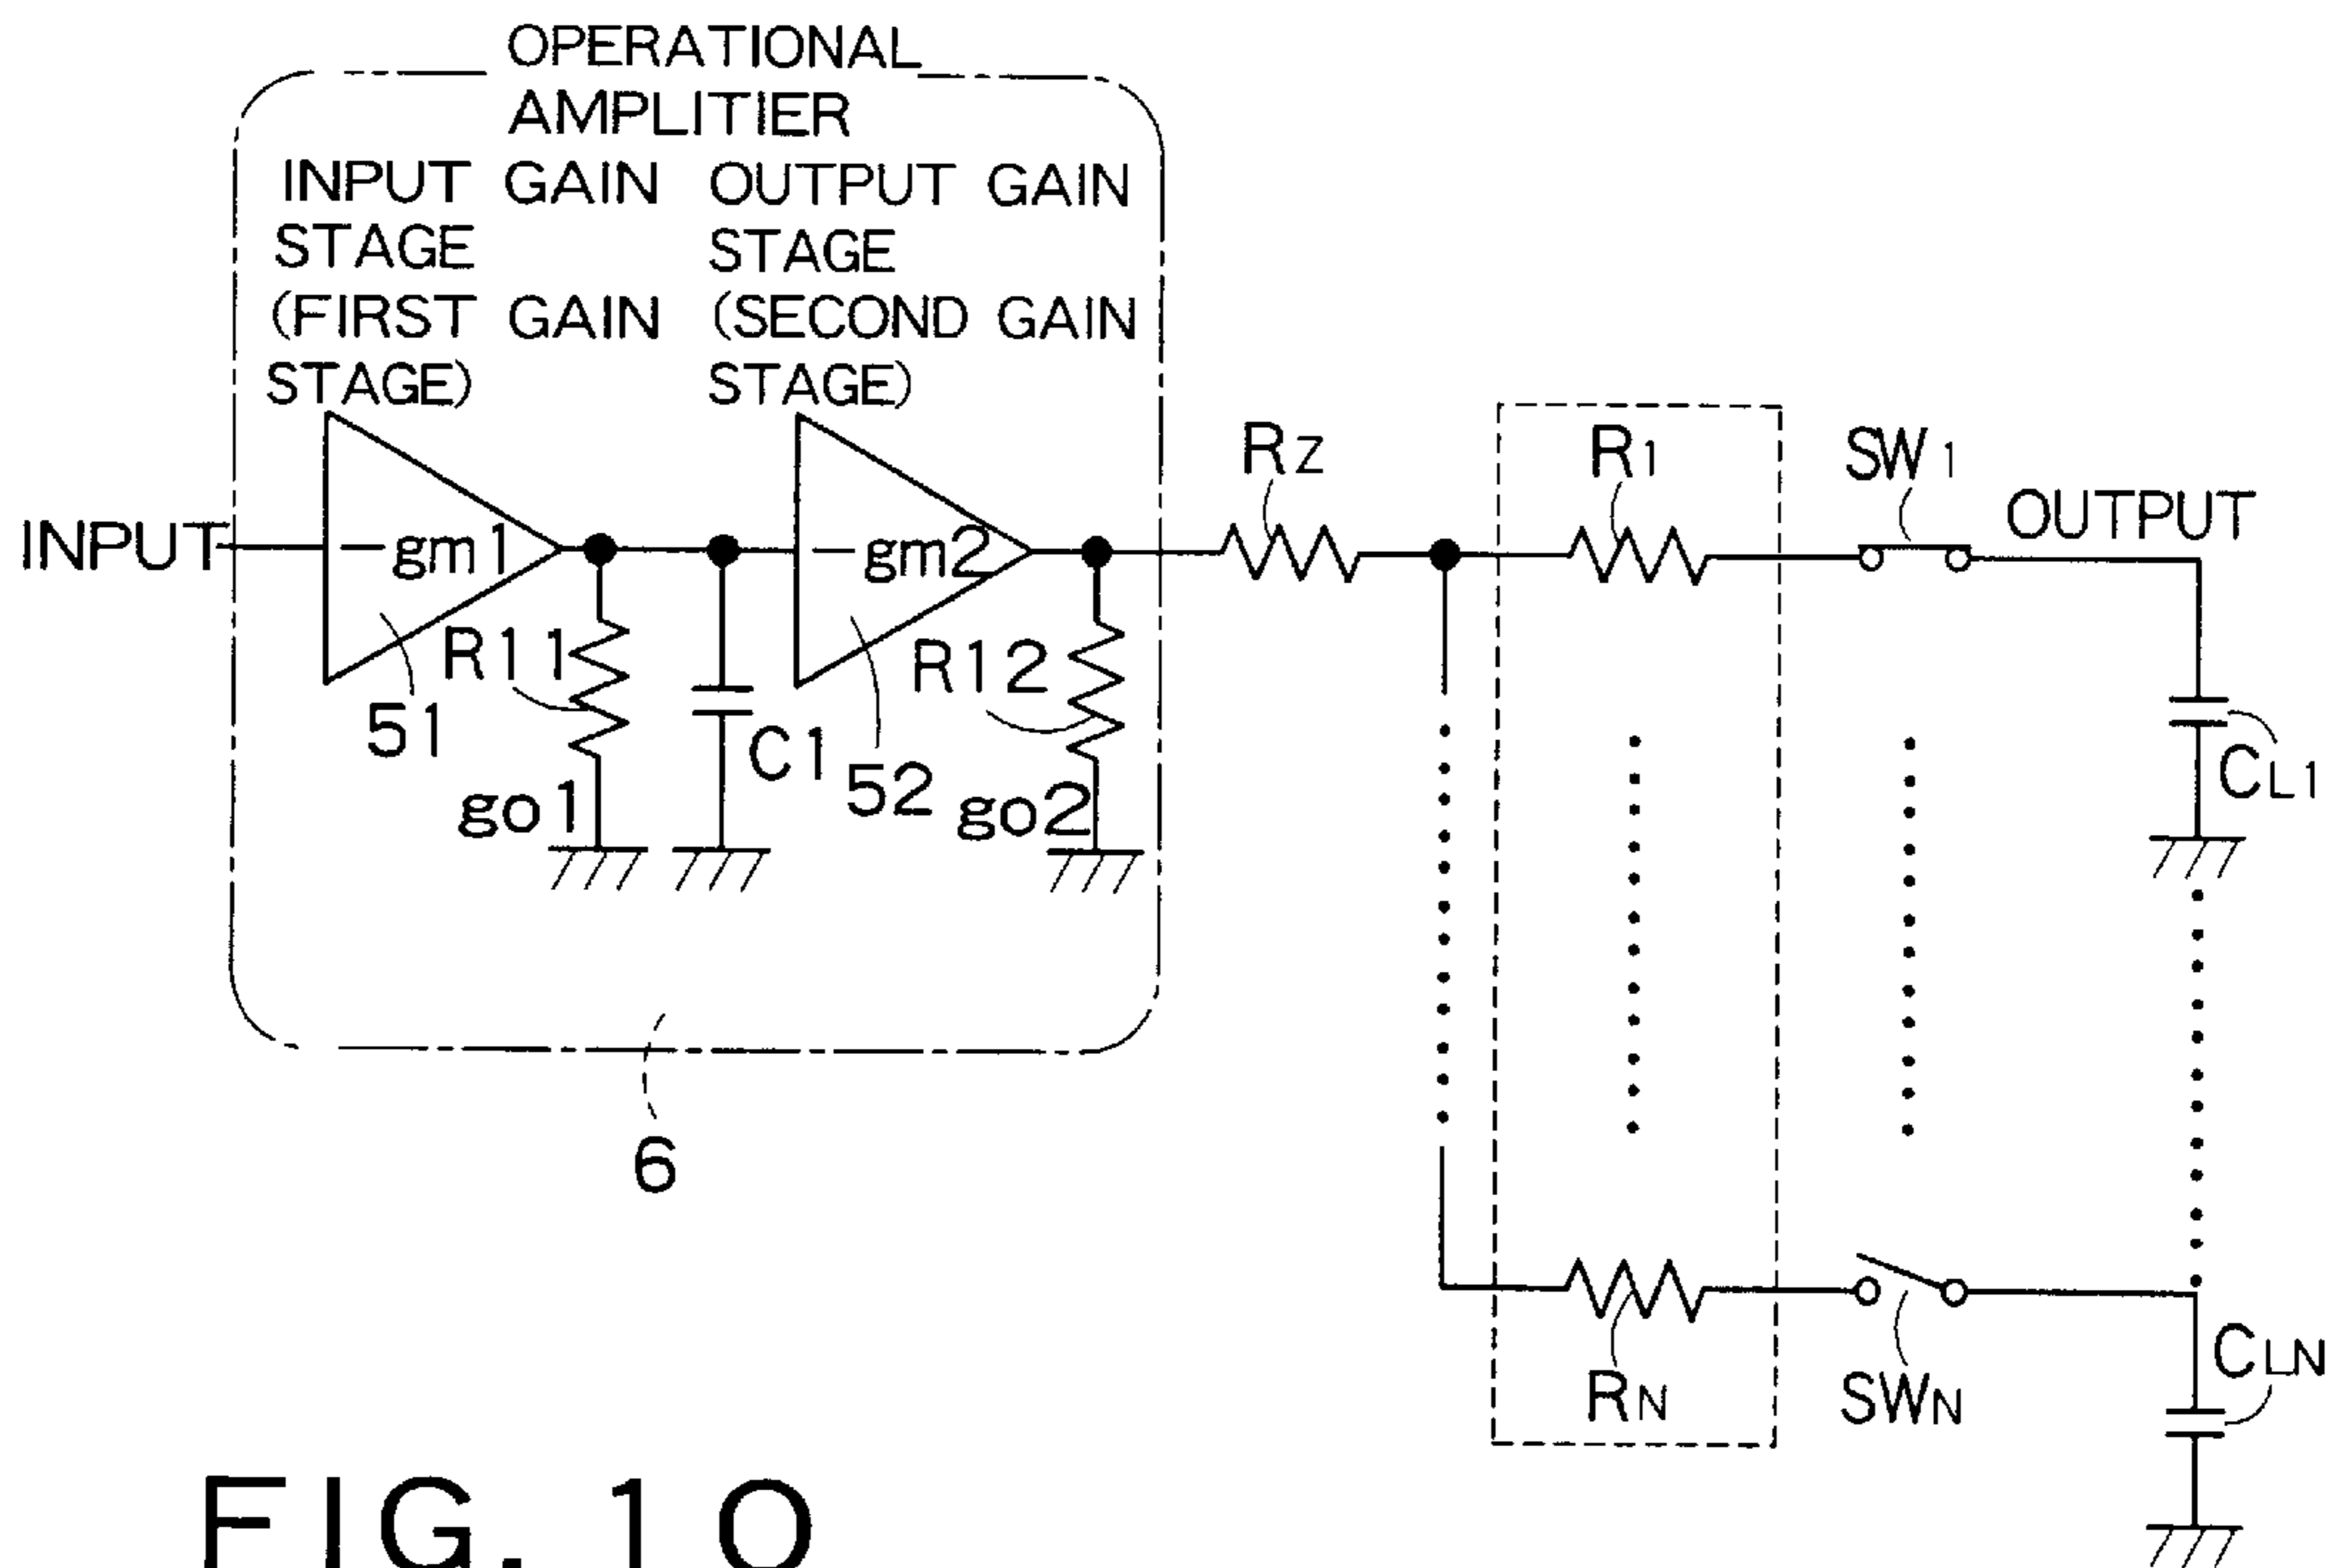 OPERATIONAL
AMPLITIER
INPUT GAIN
STAGE
(FIRST GAIN
STAGE)
OUTPUT GAIN
STAGE
(SECOND GAIN
STAGE)
INPUT
-gm1
51
R11
go1
C1
-gm2
52
R12
go2
6
RZ
R1
SW1
OUTPUT
CL1
RN
SWN
CLN
FIG. 10